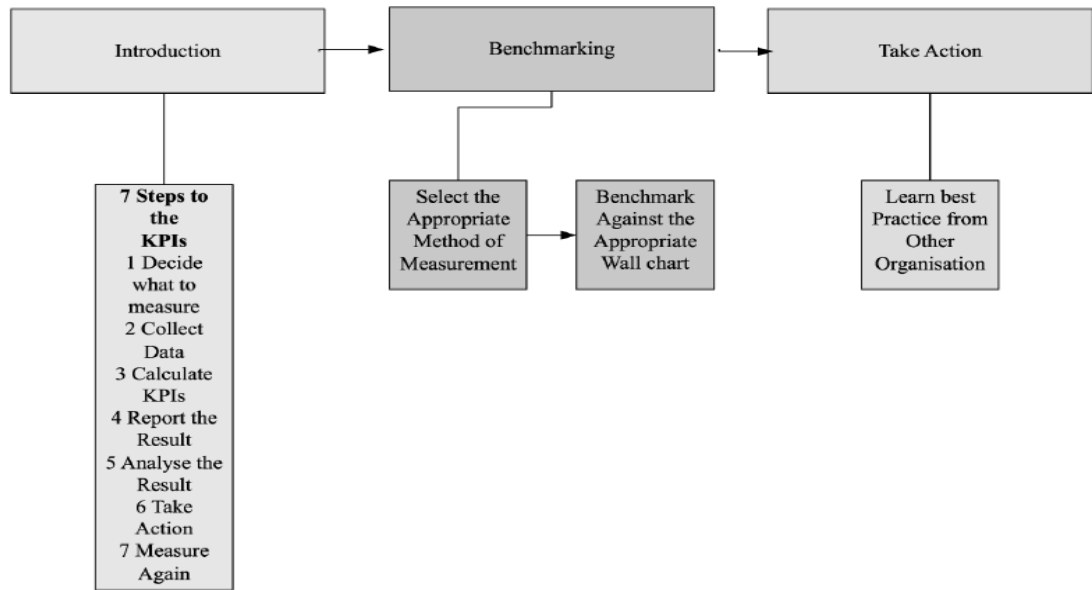 Introduction
Benchmarking
Take Action
7 Steps to
the
KPIs
1 Decide
what to
measure
2 Collect
Data
3 Calculate
KPIs
4 Report the
Result
5 Analyse the
Result
6 Take
Action
7 Measure
Again
Select the
Appropriate
Method of
Measurement
Benchmark
Against the
Appropriate
Wall chart
Learn best
Practice from
Other
Organisation